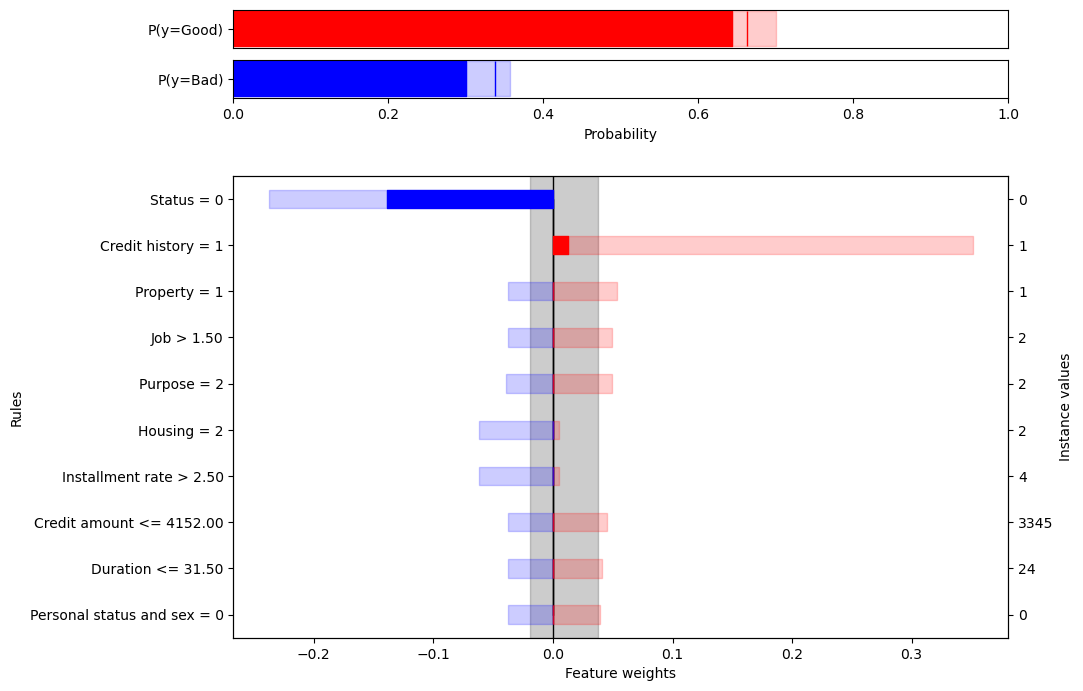 P(y=Good)
P(y=Bad)
0.0 0.2 0.4 0.6 0.8 1.0
Probability
Rules
Status = 0 0
Credit history = 1 1
Property = 1 1
Job > 1.50 2
Purpose = 2 2
Housing = 2 2
Installment rate > 2.50 4
Credit amount <= 4152.00 3345
Duration <= 31.50 24
Personal status and sex = 0 0
Instance values
−0.2 −0.1 0.0 0.1 0.2 0.3
Feature weights